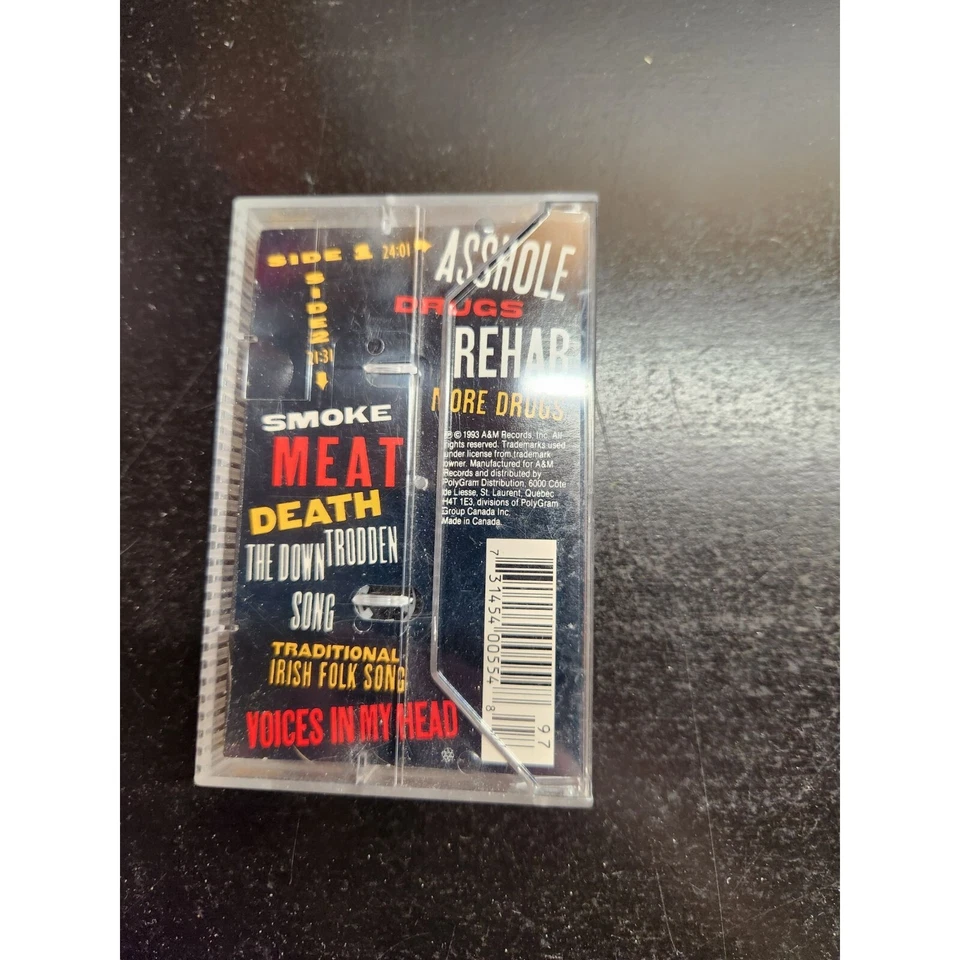 SIDE 1 24:01
ASSHOLE
DRUGS
REHAB
MORE DRUGS
SIDE 2
21:31
SMOKE
MEAT
DEATH
THE DOWNTRODDEN
SONG
TRADITIONAL
IRISH FOLK SONG
VOICES IN MY HEAD
℗ © 1993 A&M Records, Inc. All
rights reserved. Trademarks used
under license from trademark
owner. Manufactured for A&M
Records and distributed by
PolyGram Distribution. 6000 Côte
de Liesse, St. Laurent, Quebec
H4T 1E3, divisions of PolyGram
Group Canada Inc.
Made in Canada.
7 31454 00554 8
97